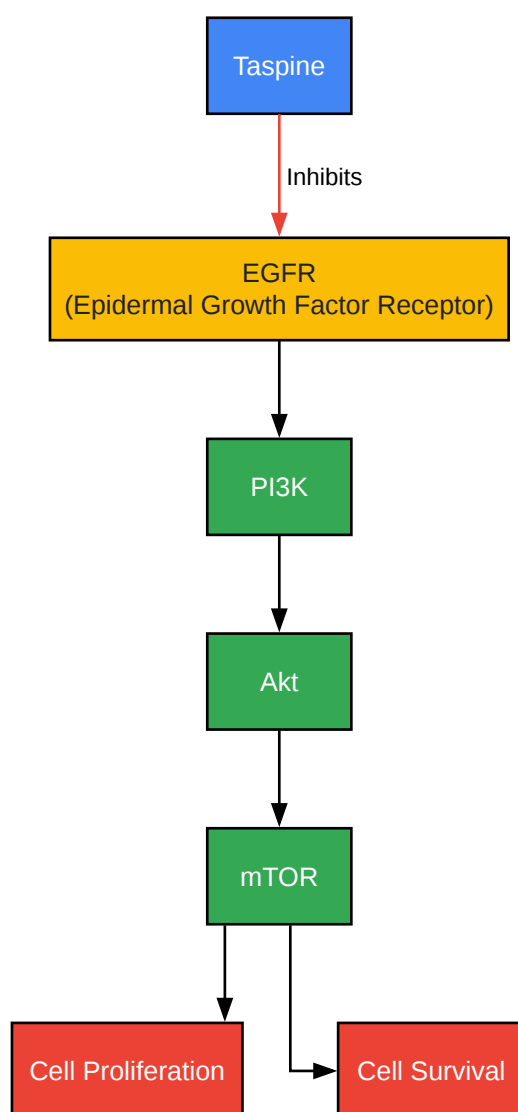 Taspine
Inhibits
EGFR
(Epidermal Growth Factor Receptor)
PI3K
Akt
mTOR
Cell Proliferation
Cell Survival